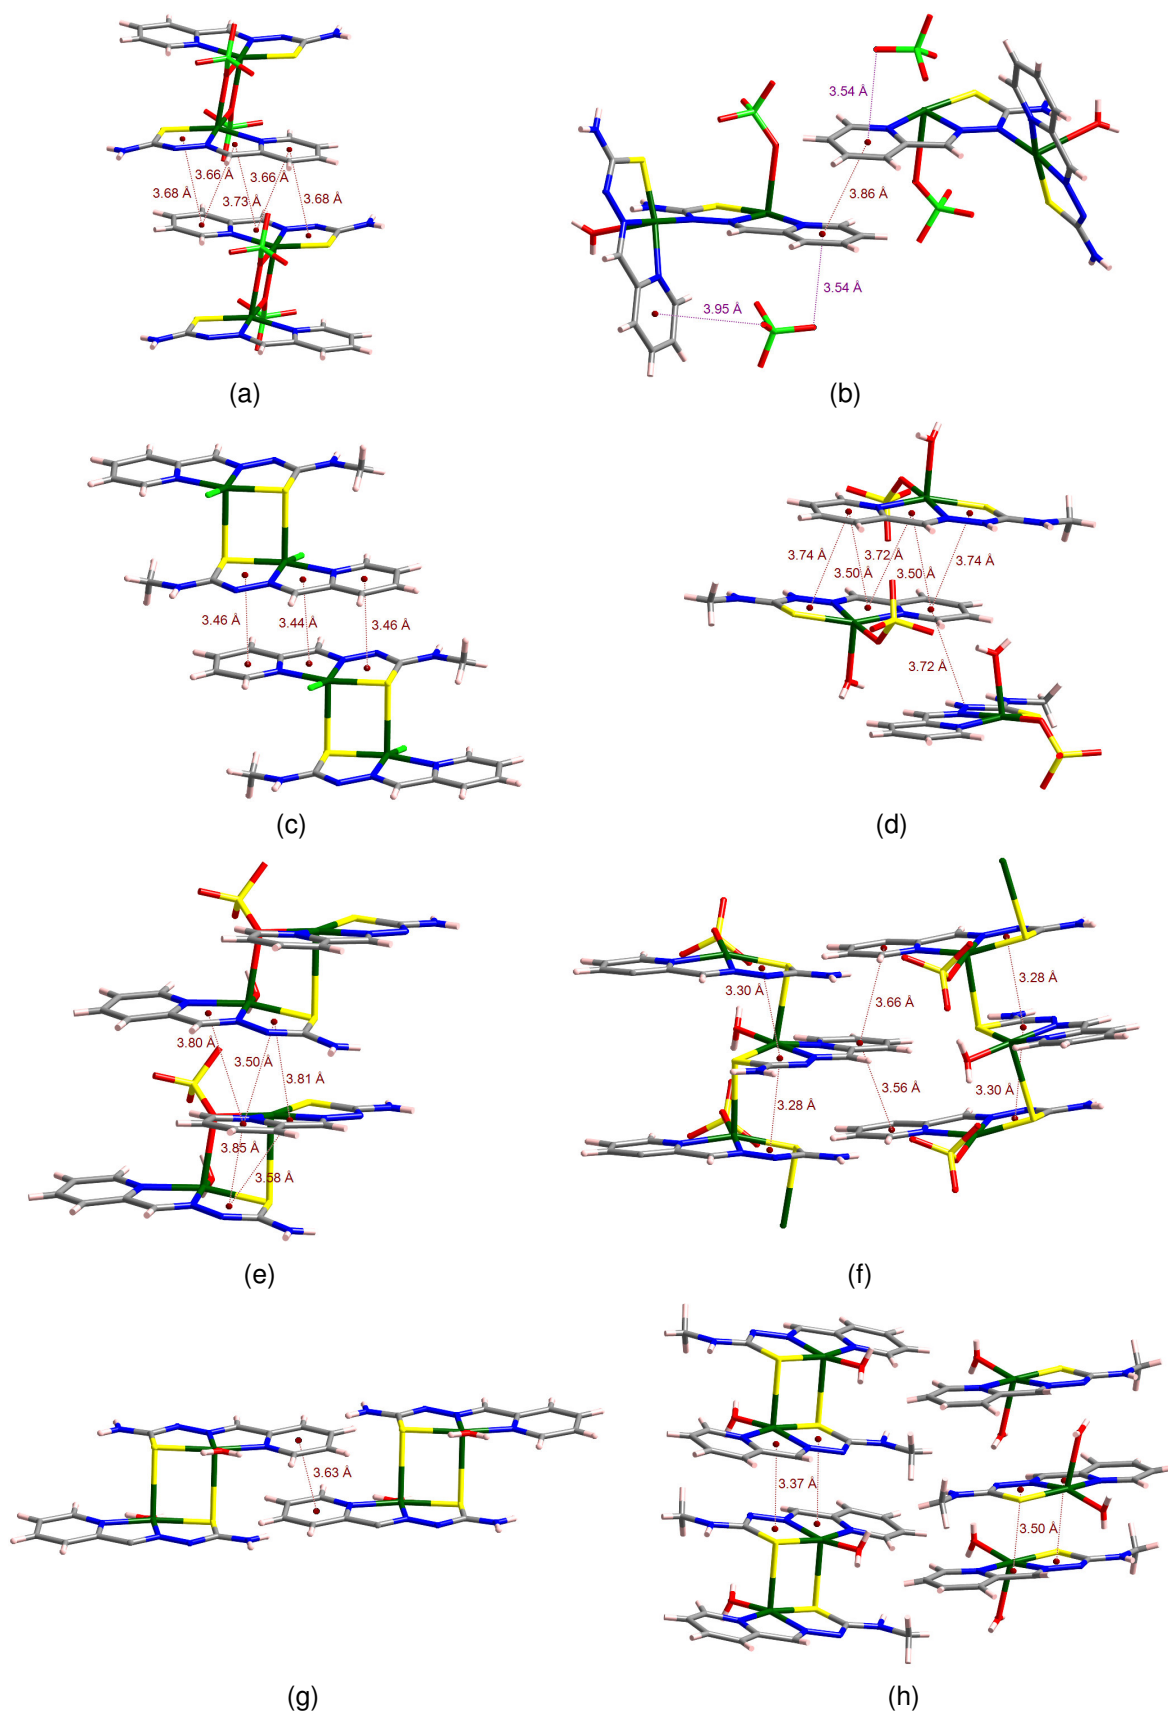 3.66 Å
3.66 Å
3.68 Å
3.73 Å
3.68 Å
(a)
3.54 Å
3.86 Å
3.54 Å
3.95 Å
(b)
3.46 Å
3.44 Å
3.46 Å
(c)
3.74 Å
3.72 Å
3.50 Å
3.50 Å
3.74 Å
3.72 Å
(d)
3.80 Å
3.50 Å
3.81 Å
3.85 Å
3.58 Å
(e)
3.30 Å
3.66 Å
3.28 Å
3.28 Å
3.56 Å
3.30 Å
(f)
3.63 Å
(g)
3.37 Å
3.50 Å
(h)